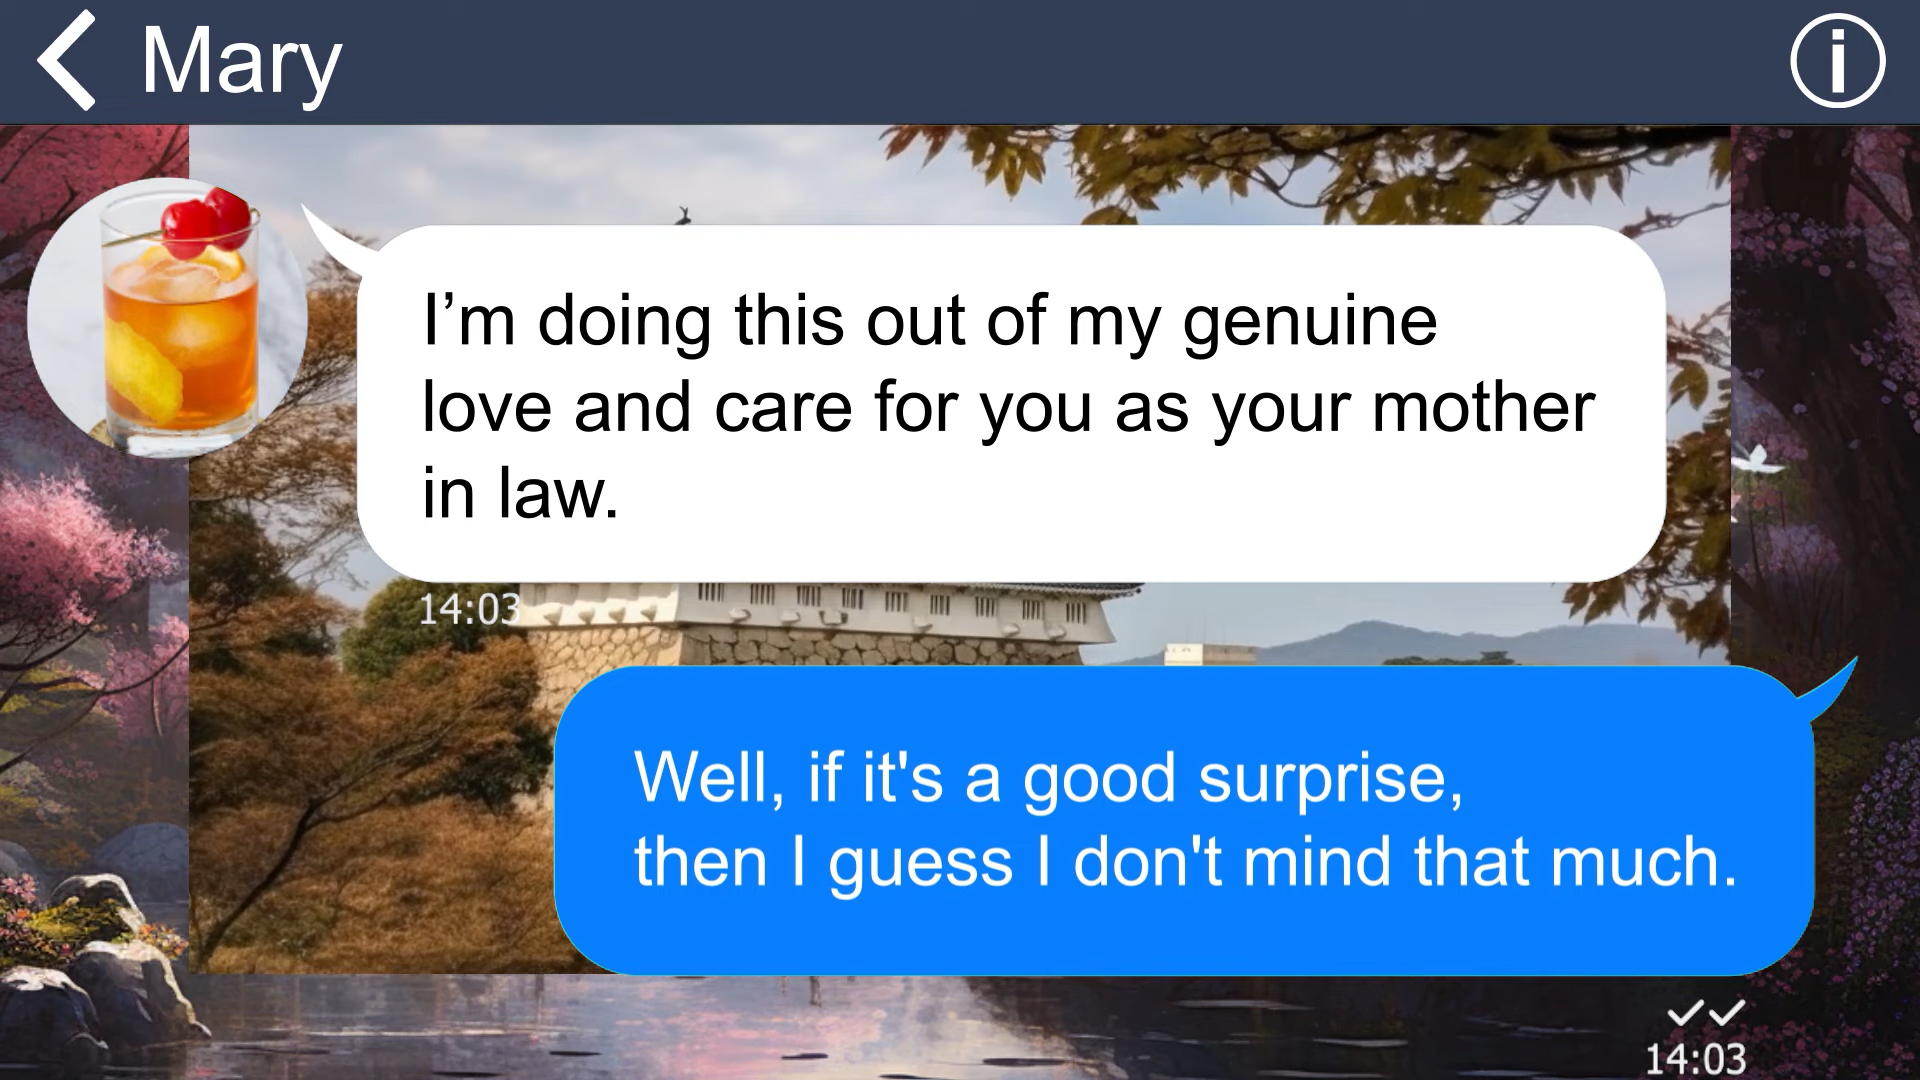 Mary
I’m doing this out of my genuine
love and care for you as your mother
in law.
14:03
Well, if it's a good surprise,
then I guess I don't mind that much.
14:03